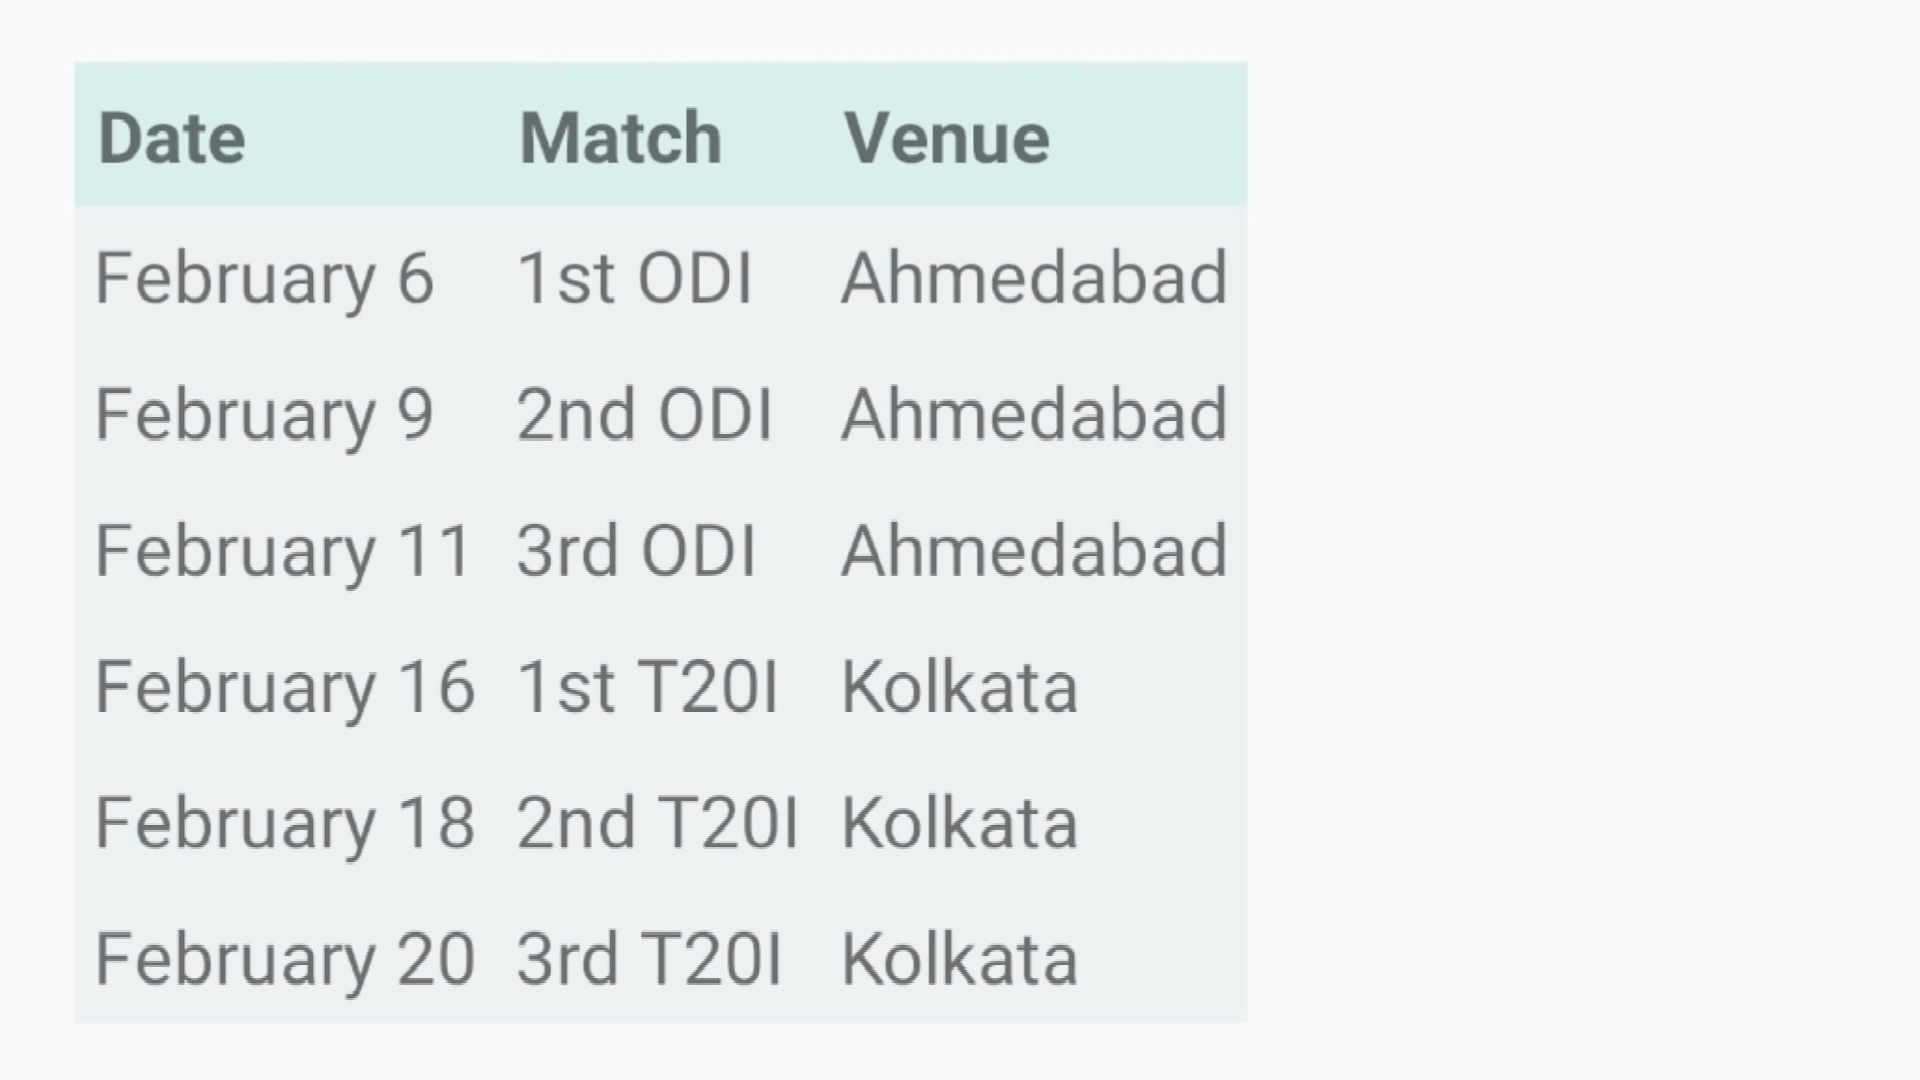 Date Match Venue
February 6 1st ODI Ahmedabad
February 9 2nd ODI Ahmedabad
February 11 3rd ODI Ahmedabad
February 16 1st T20I Kolkata
February 18 2nd T20I Kolkata
February 20 3rd T20I Kolkata